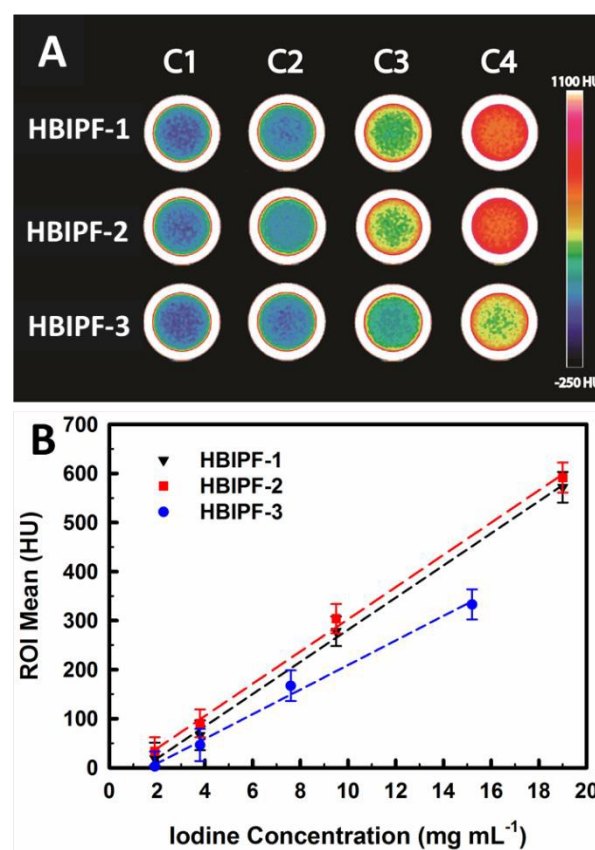 A
C1 C2 C3 C4
1100 HU
HBIPF-1
HBIPF-2
HBIPF-3
-250 HU
B
700
600
500
400
300
200
100
0
HBIPF-1
HBIPF-2
HBIPF-3
ROI Mean (HU)
0 2 4 6 8 10 12 14 16 18 20
Iodine Concentration (mg mL⁻¹)